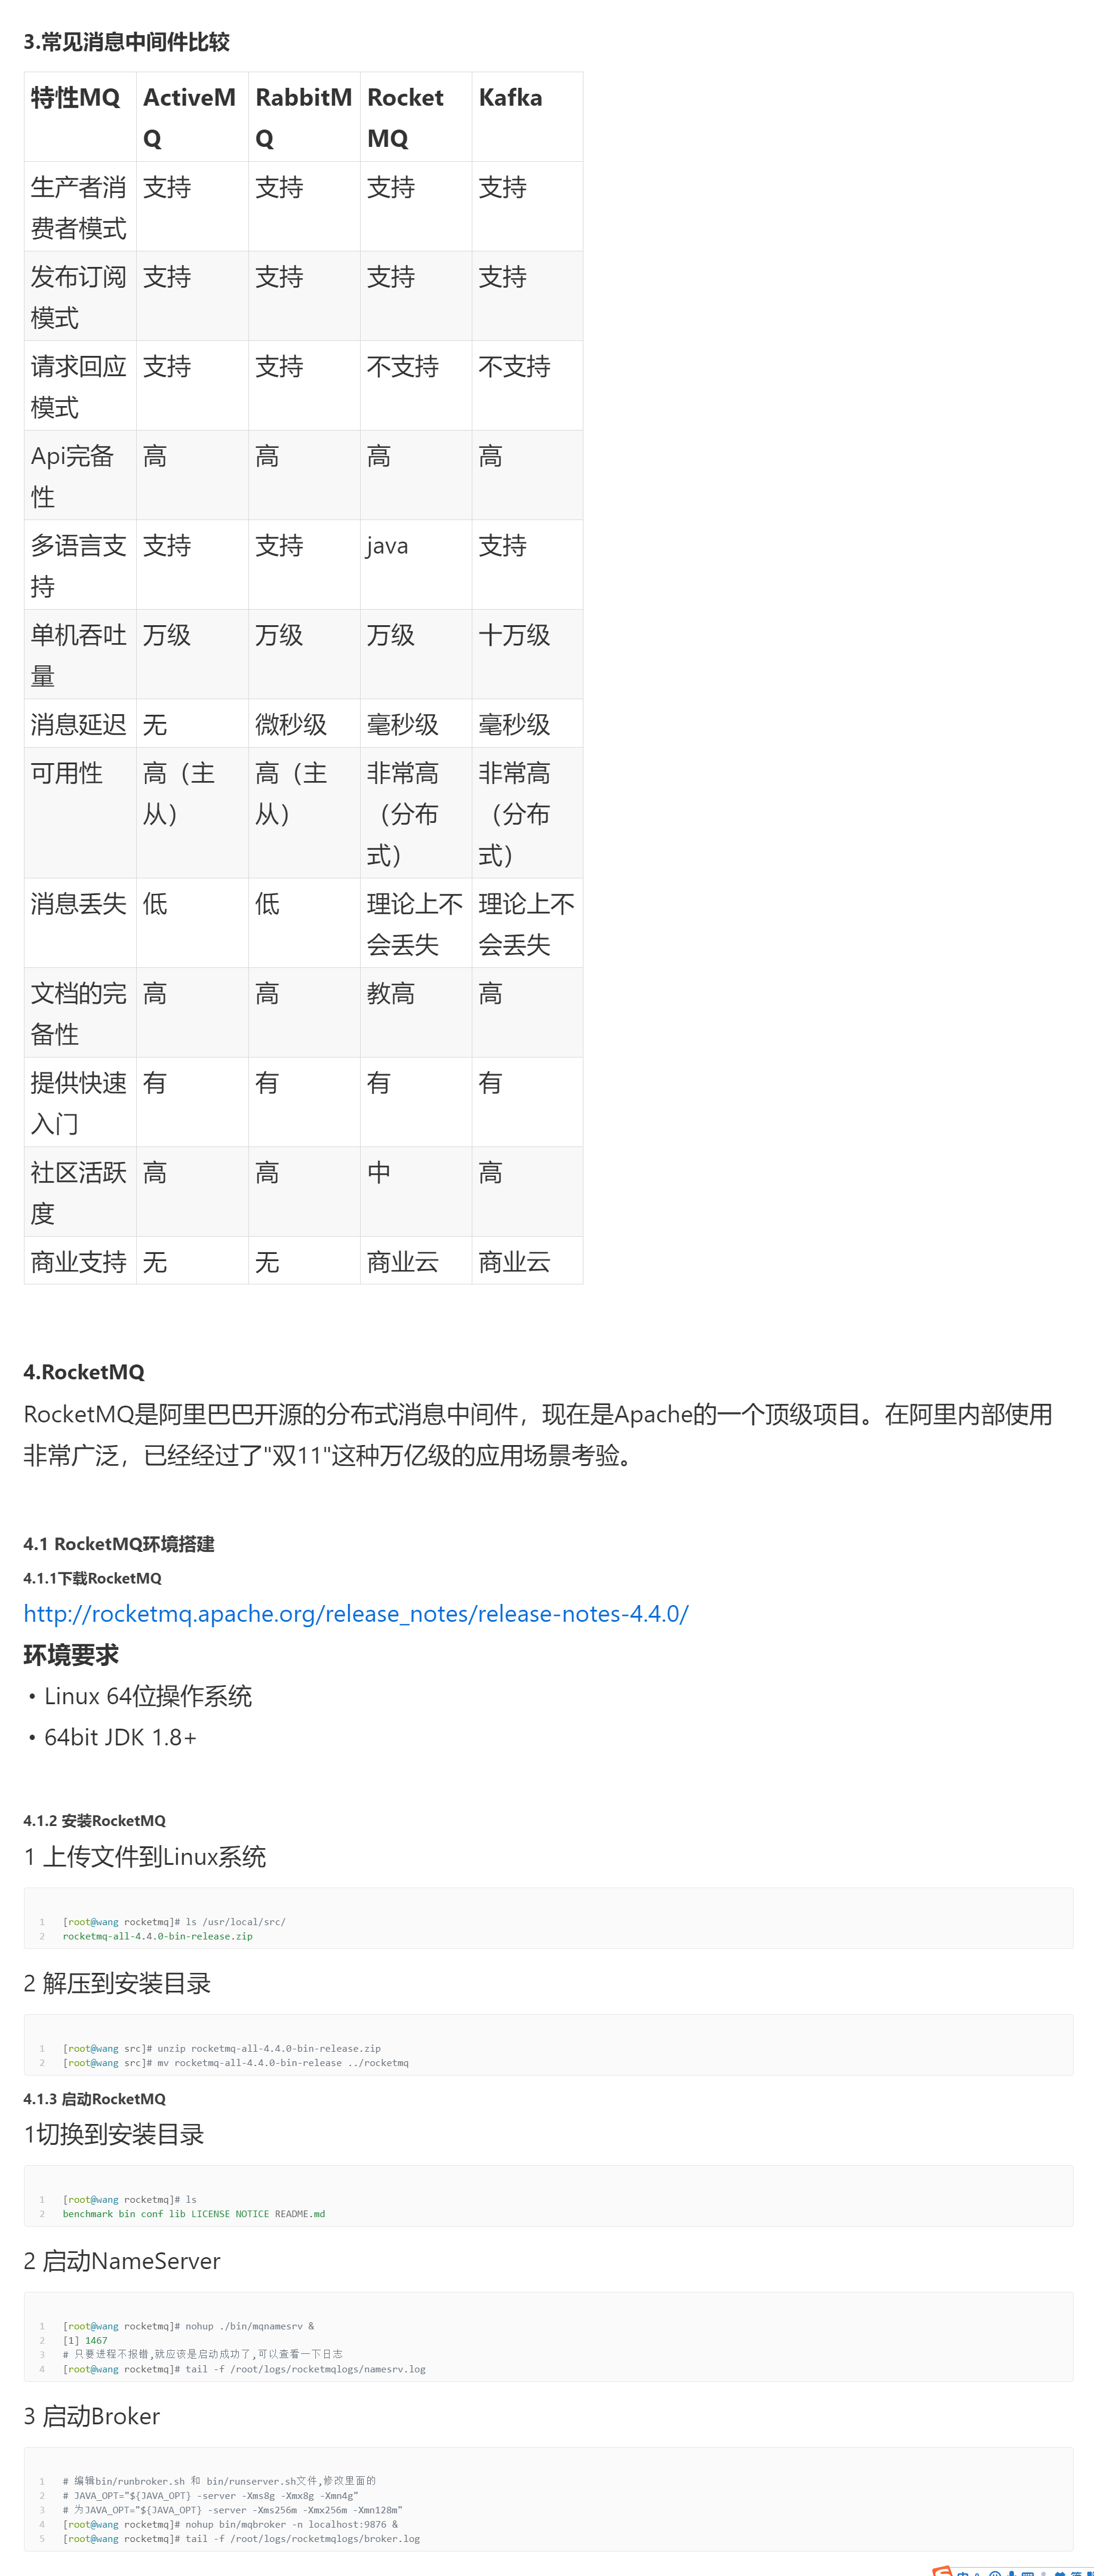 3.常见消息中间件比较
特性MQ ActiveMQ RabbitMQ RocketMQ Kafka
生产者消费者模式 支持 支持 支持 支持
发布订阅模式 支持 支持 支持 支持
请求回应模式 支持 支持 不支持 不支持
Api完备性 高 高 高 高
多语言支持 支持 支持 java 支持
单机吞吐量 万级 万级 万级 十万级
消息延迟 无 微秒级 毫秒级 毫秒级
可用性 高（主从） 高（主从） 非常高（分布式） 非常高（分布式）
消息丢失 低 低 理论上不会丢失 理论上不会丢失
文档的完备性 高 高 教高 高
提供快速入门 有 有 有 有
社区活跃度 高 高 中 高
商业支持 无 无 商业云 商业云
4.RocketMQ
RocketMQ是阿里巴巴开源的分布式消息中间件，现在是Apache的一个顶级项目。在阿里内部使用
非常广泛，已经经过了"双11"这种万亿级的应用场景考验。
4.1 RocketMQ环境搭建
4.1.1下载RocketMQ
http://rocketmq.apache.org/release_notes/release-notes-4.4.0/
环境要求
• Linux 64位操作系统
• 64bit JDK 1.8+
4.1.2 安装RocketMQ
1 上传文件到Linux系统
1 [root@wang rocketmq]# ls /usr/local/src/
2 rocketmq-all-4.4.0-bin-release.zip
2 解压到安装目录
1 [root@wang src]# unzip rocketmq-all-4.4.0-bin-release.zip
2 [root@wang src]# mv rocketmq-all-4.4.0-bin-release ../rocketmq
4.1.3 启动RocketMQ
1切换到安装目录
1 [root@wang rocketmq]# ls
2 benchmark bin conf lib LICENSE NOTICE README.md
2 启动NameServer
1 [root@wang rocketmq]# nohup ./bin/mqnamesrv &
2 [1] 1467
3 # 只要进程不报错,就应该是启动成功了,可以查看一下日志
4 [root@wang rocketmq]# tail -f /root/logs/rocketmqlogs/namesrv.log
3 启动Broker
1 # 编辑bin/runbroker.sh 和 bin/runserver.sh文件,修改里面的
2 # JAVA_OPT="${JAVA_OPT} -server -Xms8g -Xmx8g -Xmn4g"
3 # 为JAVA_OPT="${JAVA_OPT} -server -Xms256m -Xmx256m -Xmn128m"
4 [root@wang rocketmq]# nohup bin/mqbroker -n localhost:9876 &
5 [root@wang rocketmq]# tail -f /root/logs/rocketmqlogs/broker.log